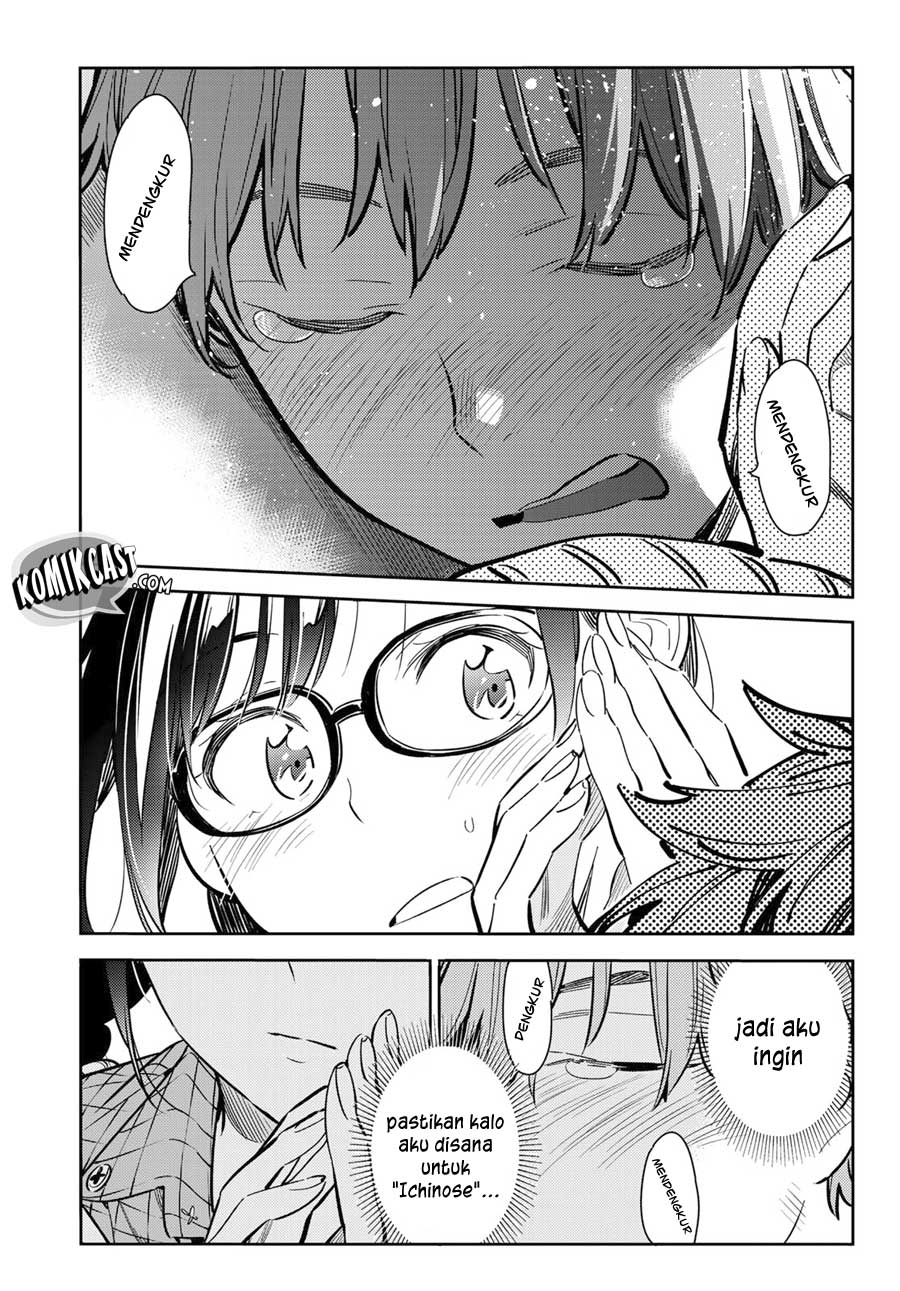 MENDENGKUR
MENDENGKUR
KOMIKCAST
.COM
jadi aku
ingin
DENGKUR
MENDENGKUR
pastikan kalo
aku disana
untuk
"Ichinose"...